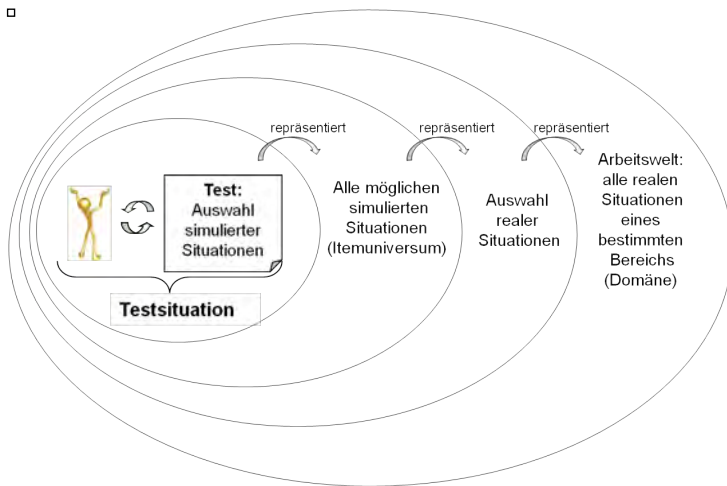 repräsentiert
repräsentiert
repräsentiert
Test:
Auswahl
simulierter
Situationen
Testsituation
Alle möglichen
simulierten
Situationen
(Itemuniversum)
Auswahl
realer
Situationen
Arbeitswelt:
alle realen
Situationen
eines
bestimmten
Bereichs
(Domäne)